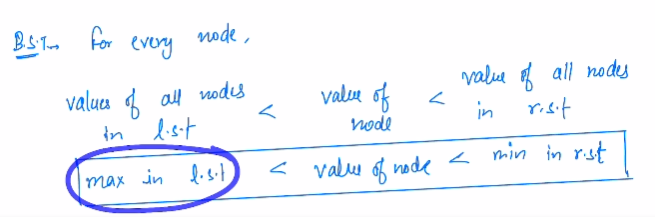 B.S.T → for every node,
values of all nodes in l.s.t < value of node < value of all nodes in r.s.t
max in l.s.t < value of node < min in r.s.t